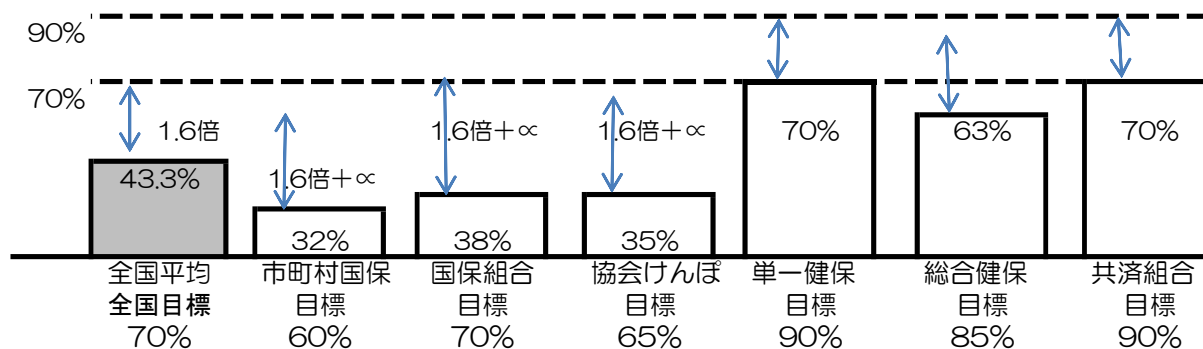 90%
70%
1.6倍
1.6倍+∝
1.6倍+∝
1.6倍+∝
43.3%
32%
38%
35%
70%
63%
70%
全国平均 市町村国保 国保組合 協会けんぽ 単一健保 総合健保 共済組合
全国目標 目標 目標 目標 目標 目標 目標
70% 60% 70% 65% 90% 85% 90%